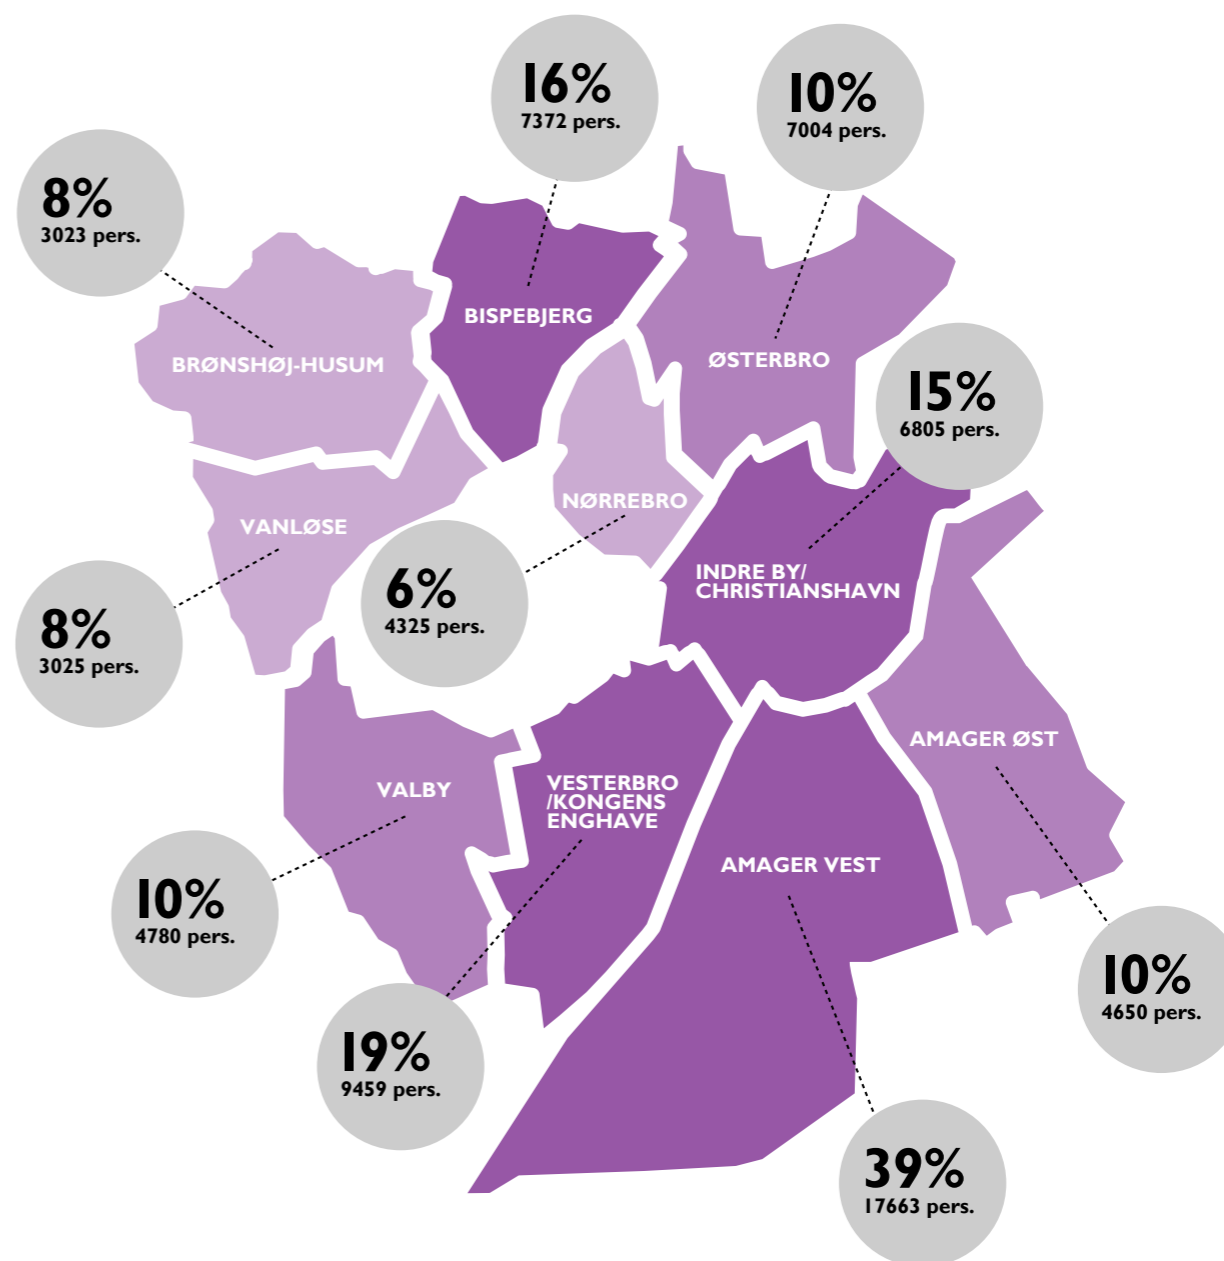 16%
7372 pers.
10%
7004 pers.
8%
3023 pers.
BISPEBJERG
BRØNSHØJ-HUSUM
ØSTERBRO
15%
6805 pers.
NØRREBRO
VANLØSE
INDRE BY/
CHRISTIANSHAVN
6%
4325 pers.
8%
3025 pers.
AMAGER ØST
VALBY
VESTERBRO
/KONGENS
ENGHAVE
AMAGER VEST
10%
4780 pers.
10%
4650 pers.
19%
9459 pers.
39%
17663 pers.